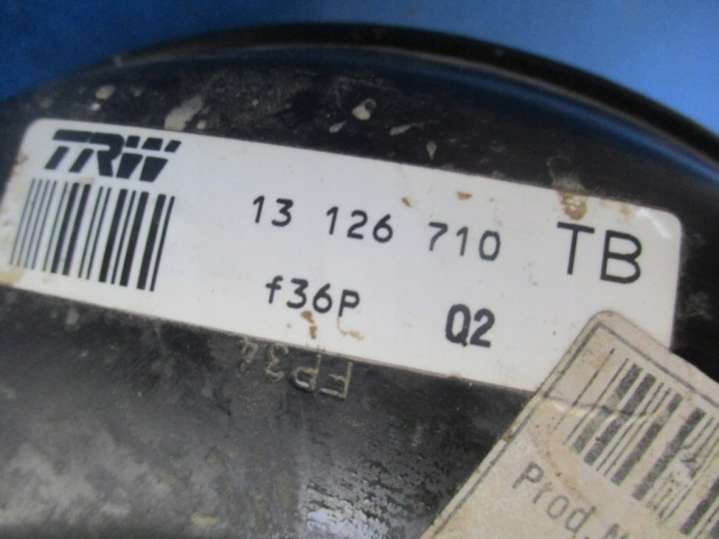 TRW
13 126 710 TB
f36P Q2
FP34
Prod.